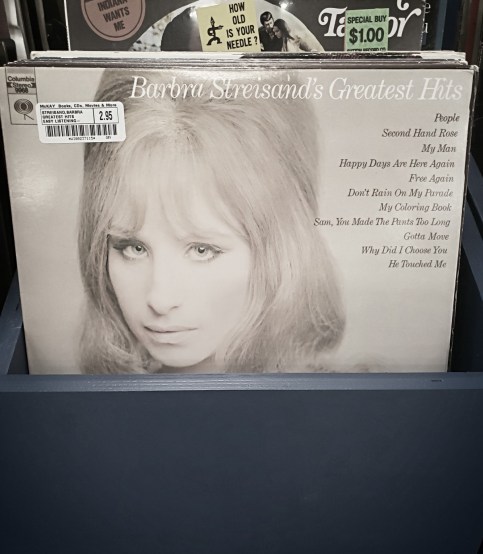 INDIANA
WANTS
ME
HOW
OLD
IS YOUR
NEEDLE?
SPECIAL BUY
$1.00
Columbia
Stereo
McKAY Books, CDs, Movies & More
STREISAND, BARBRA
GREATEST HITS
EASY LISTENING-
2.95
Barbra Streisand's Greatest Hits
People
Second Hand Rose
My Man
Happy Days Are Here Again
Free Again
Don't Rain On My Parade
My Coloring Book
Sam, You Made The Pants Too Long
Gotta Move
Why Did I Choose You
He Touched Me